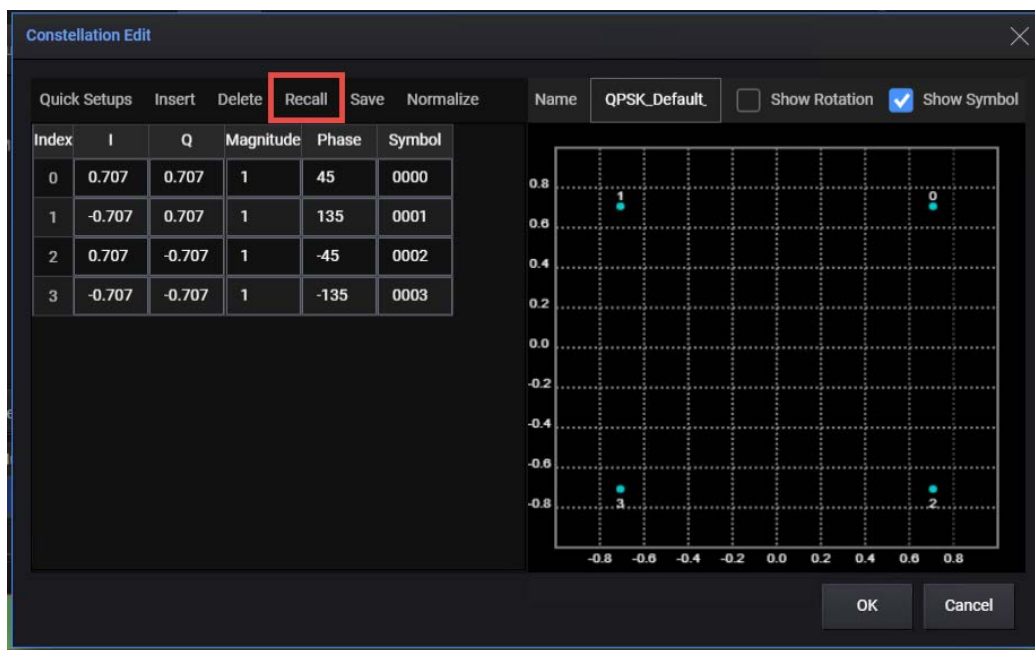 Constellation Edit
Quick Setups Insert Delete Recall Save Normalize
Name QPSK_Default_ Show Rotation Show Symbol
Index I Q Magnitude Phase Symbol
0 0.707 0.707 1 45 0000
1 -0.707 0.707 1 135 0001
2 0.707 -0.707 1 -45 0002
3 -0.707 -0.707 1 -135 0003
0.8
0.6
0.4
0.2
0.0
-0.2
-0.4
-0.6
-0.8
1 0
3 2
-0.8 -0.6 -0.4 -0.2 0.0 0.2 0.4 0.6 0.8
OK Cancel